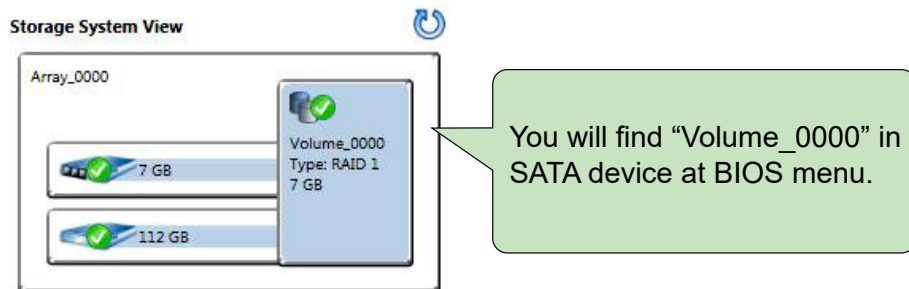 Storage System View
Array_0000
Volume_0000
Type: RAID 1
7 GB
7 GB
112 GB
You will find “Volume_0000” in
SATA device at BIOS menu.